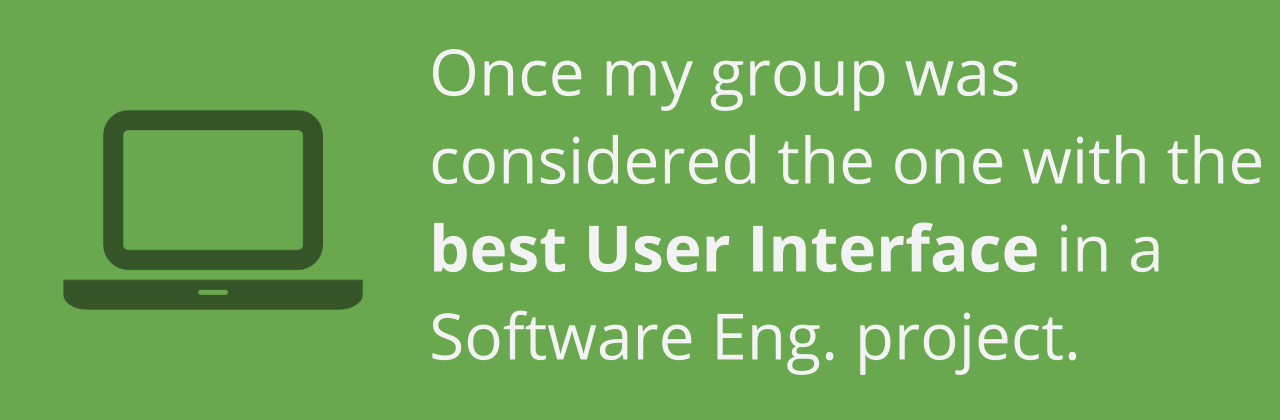 Once my group was
considered the one with the
best User Interface in a
Software Eng. project.